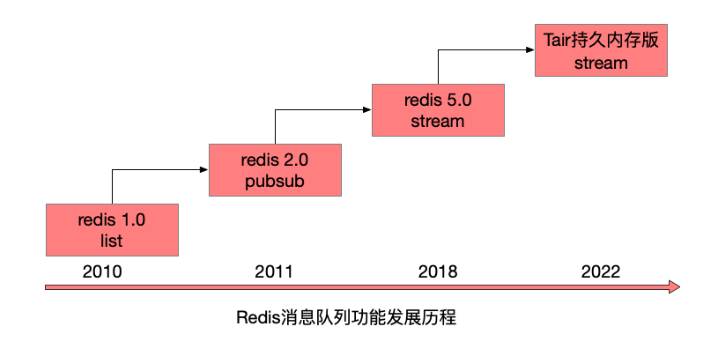 Tair持久内存版
stream
redis 5.0
stream
redis 2.0
pubsub
redis 1.0
list
2010
2011
2018
2022
Redis消息队列功能发展历程